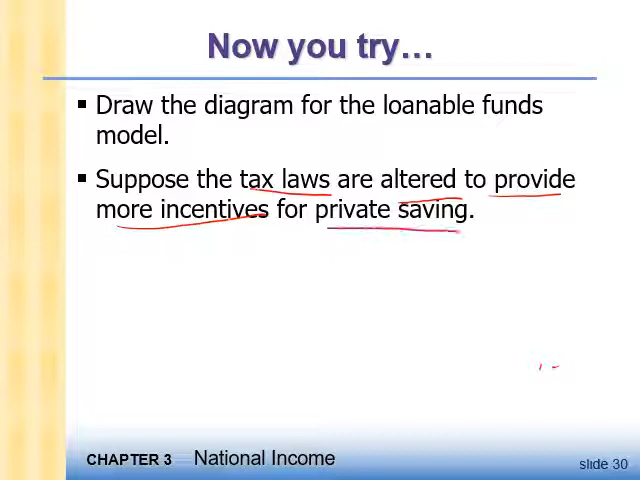 Now you try…
▪ Draw the diagram for the loanable funds
model.
▪ Suppose the tax laws are altered to provide
more incentives for private saving.
CHAPTER 3 National Income
slide 30